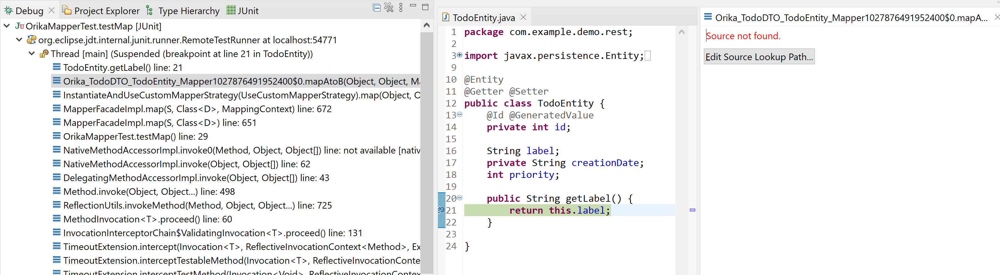 Debug
Project Explorer
Type Hierarchy
JUnit
OrikaMapperTest.testMap [JUnit]
org.eclipse.jdt.internal.junit.runner.RemoteTestRunner at localhost:54771
Thread [main] (Suspended (breakpoint at line 21 in TodoEntity))
TodoEntity.getLabel() line: 21
Orika_TodoDTO_TodoEntity_Mapper1027876491952400$0.mapAtoB(Object, Object, Ma
InstantiateAndUseCustomMapperStrategy(UseCustomMapperStrategy).map(Object, O
MapperFacadeImpl.map(S, Class<D>, MappingContext) line: 672
MapperFacadeImpl.map(S, Class<D>) line: 651
OrikaMapperTest.testMap() line: 29
NativeMethodAccessorImpl.invoke0(Method, Object, Object[]) line: not available [nativ
NativeMethodAccessorImpl.invoke(Object, Object[]) line: 62
DelegatingMethodAccessorImpl.invoke(Object, Object[]) line: 43
Method.invoke(Object, Object...) line: 498
ReflectionUtils.invokeMethod(Method, Object, Object...) line: 725
MethodInvocation<T>.proceed() line: 60
InvocationInterceptorChain$ValidatingInvocation<T>.proceed() line: 131
TimeoutExtension.intercept(Invocation<T>, ReflectiveInvocationContext<Method>, Ex
TimeoutExtension.interceptTestableMethod(Invocation<T>, ReflectiveInvocationConte
TimeoutExtension.interceptTestMethod(Invocation<Void>, ReflectiveInvocationContex
TodoEntity.java
1 package com.example.demo.rest;
2
3 import javax.persistence.Entity;
9
10 @Entity
11 @Getter @Setter
12 public class TodoEntity {
13 @Id @GeneratedValue
14 private int id;
15
16 String label;
17 private String creationDate;
18 int priority;
19
20 public String getLabel() {
21 return this.label;
22 }
23
24 }
Orika_TodoDTO_TodoEntity_Mapper1027876491952400$0.mapA...
Source not found.
Edit Source Lookup Path...